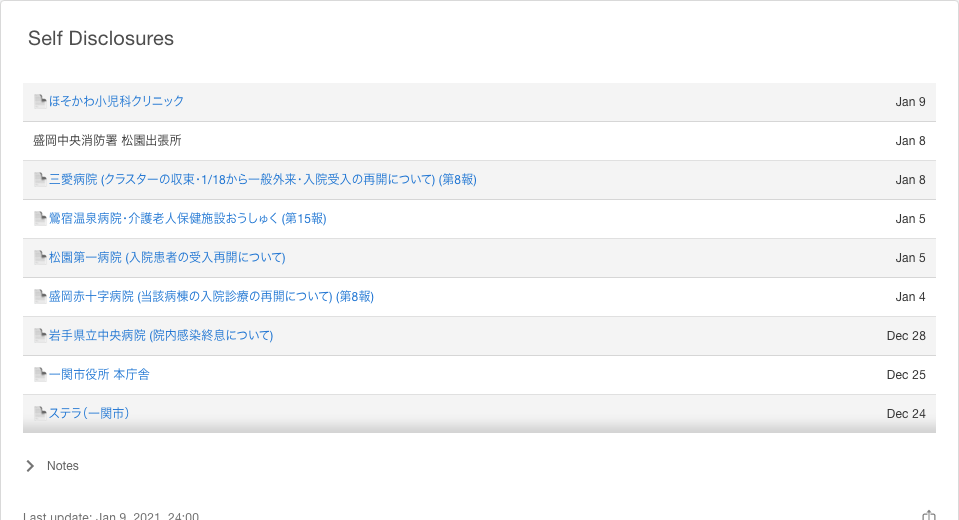 Self Disclosures
ほそかわ小児科クリニック Jan 9
盛岡中央消防署 松園出張所 Jan 8
三愛病院 (クラスターの収束･1/18から一般外来･入院受入の再開について) (第8報) Jan 8
鶯宿温泉病院･介護老人保健施設おうしゅく (第15報) Jan 5
松園第一病院 (入院患者の受入再開について) Jan 5
盛岡赤十字病院 (当該病棟の入院診療の再開について) (第8報) Jan 4
岩手県立中央病院 (院内感染終息について) Dec 28
一関市役所 本庁舎 Dec 25
ステラ（一関市） Dec 24
Notes
Last update: Jan 9, 2021, 24:00